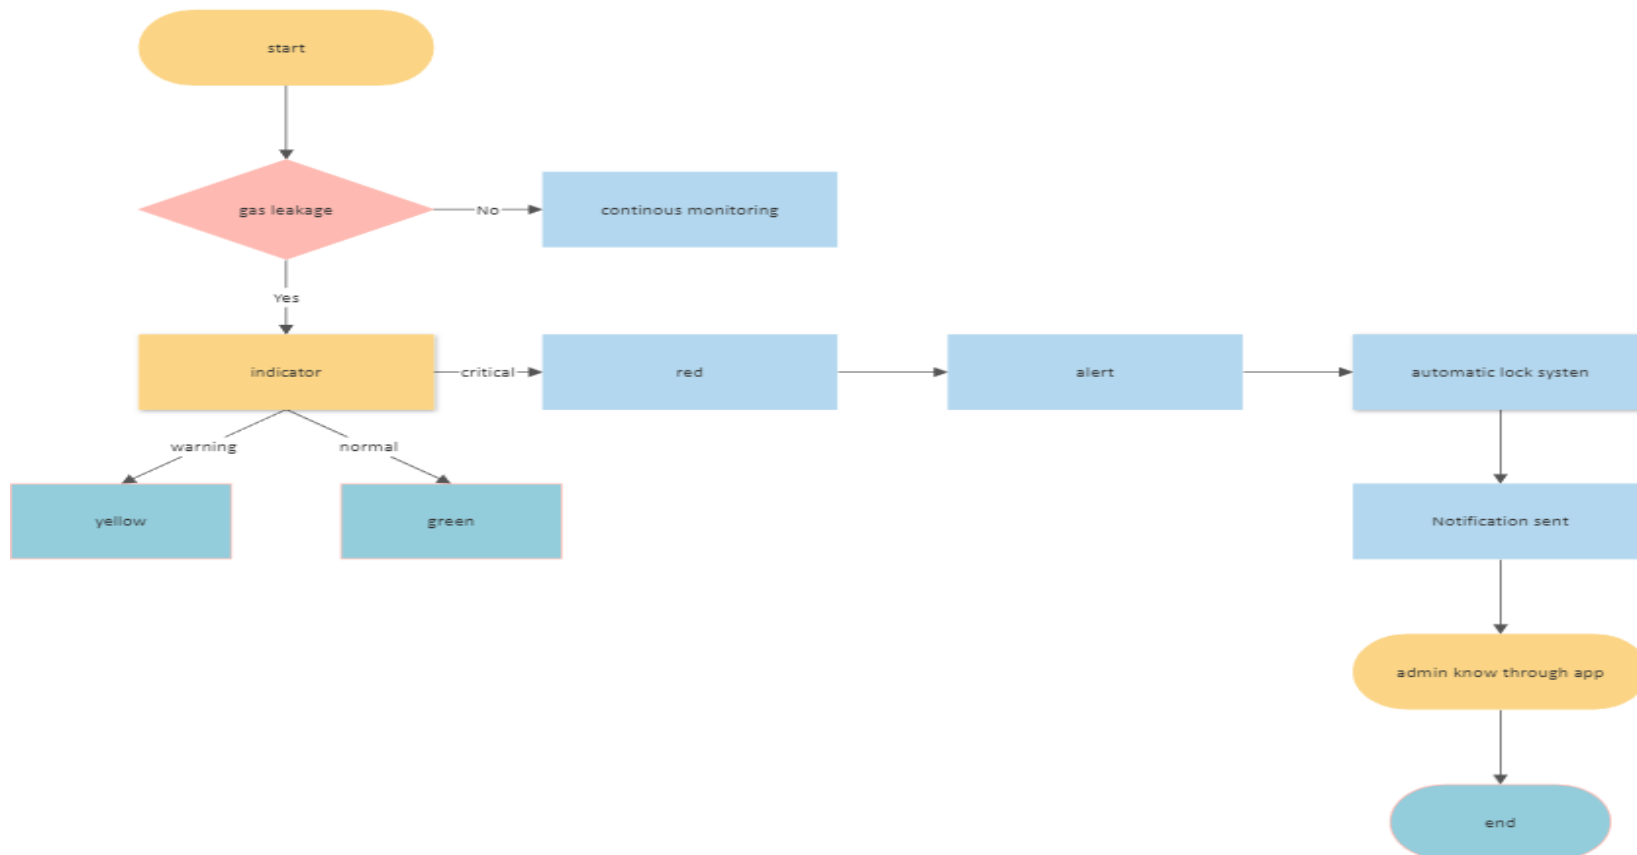 start
gas leakage
No
continous monitoring
Yes
indicator
critical
red
alert
automatic lock systen
warning
normal
yellow
green
Notification sent
admin know through app
end